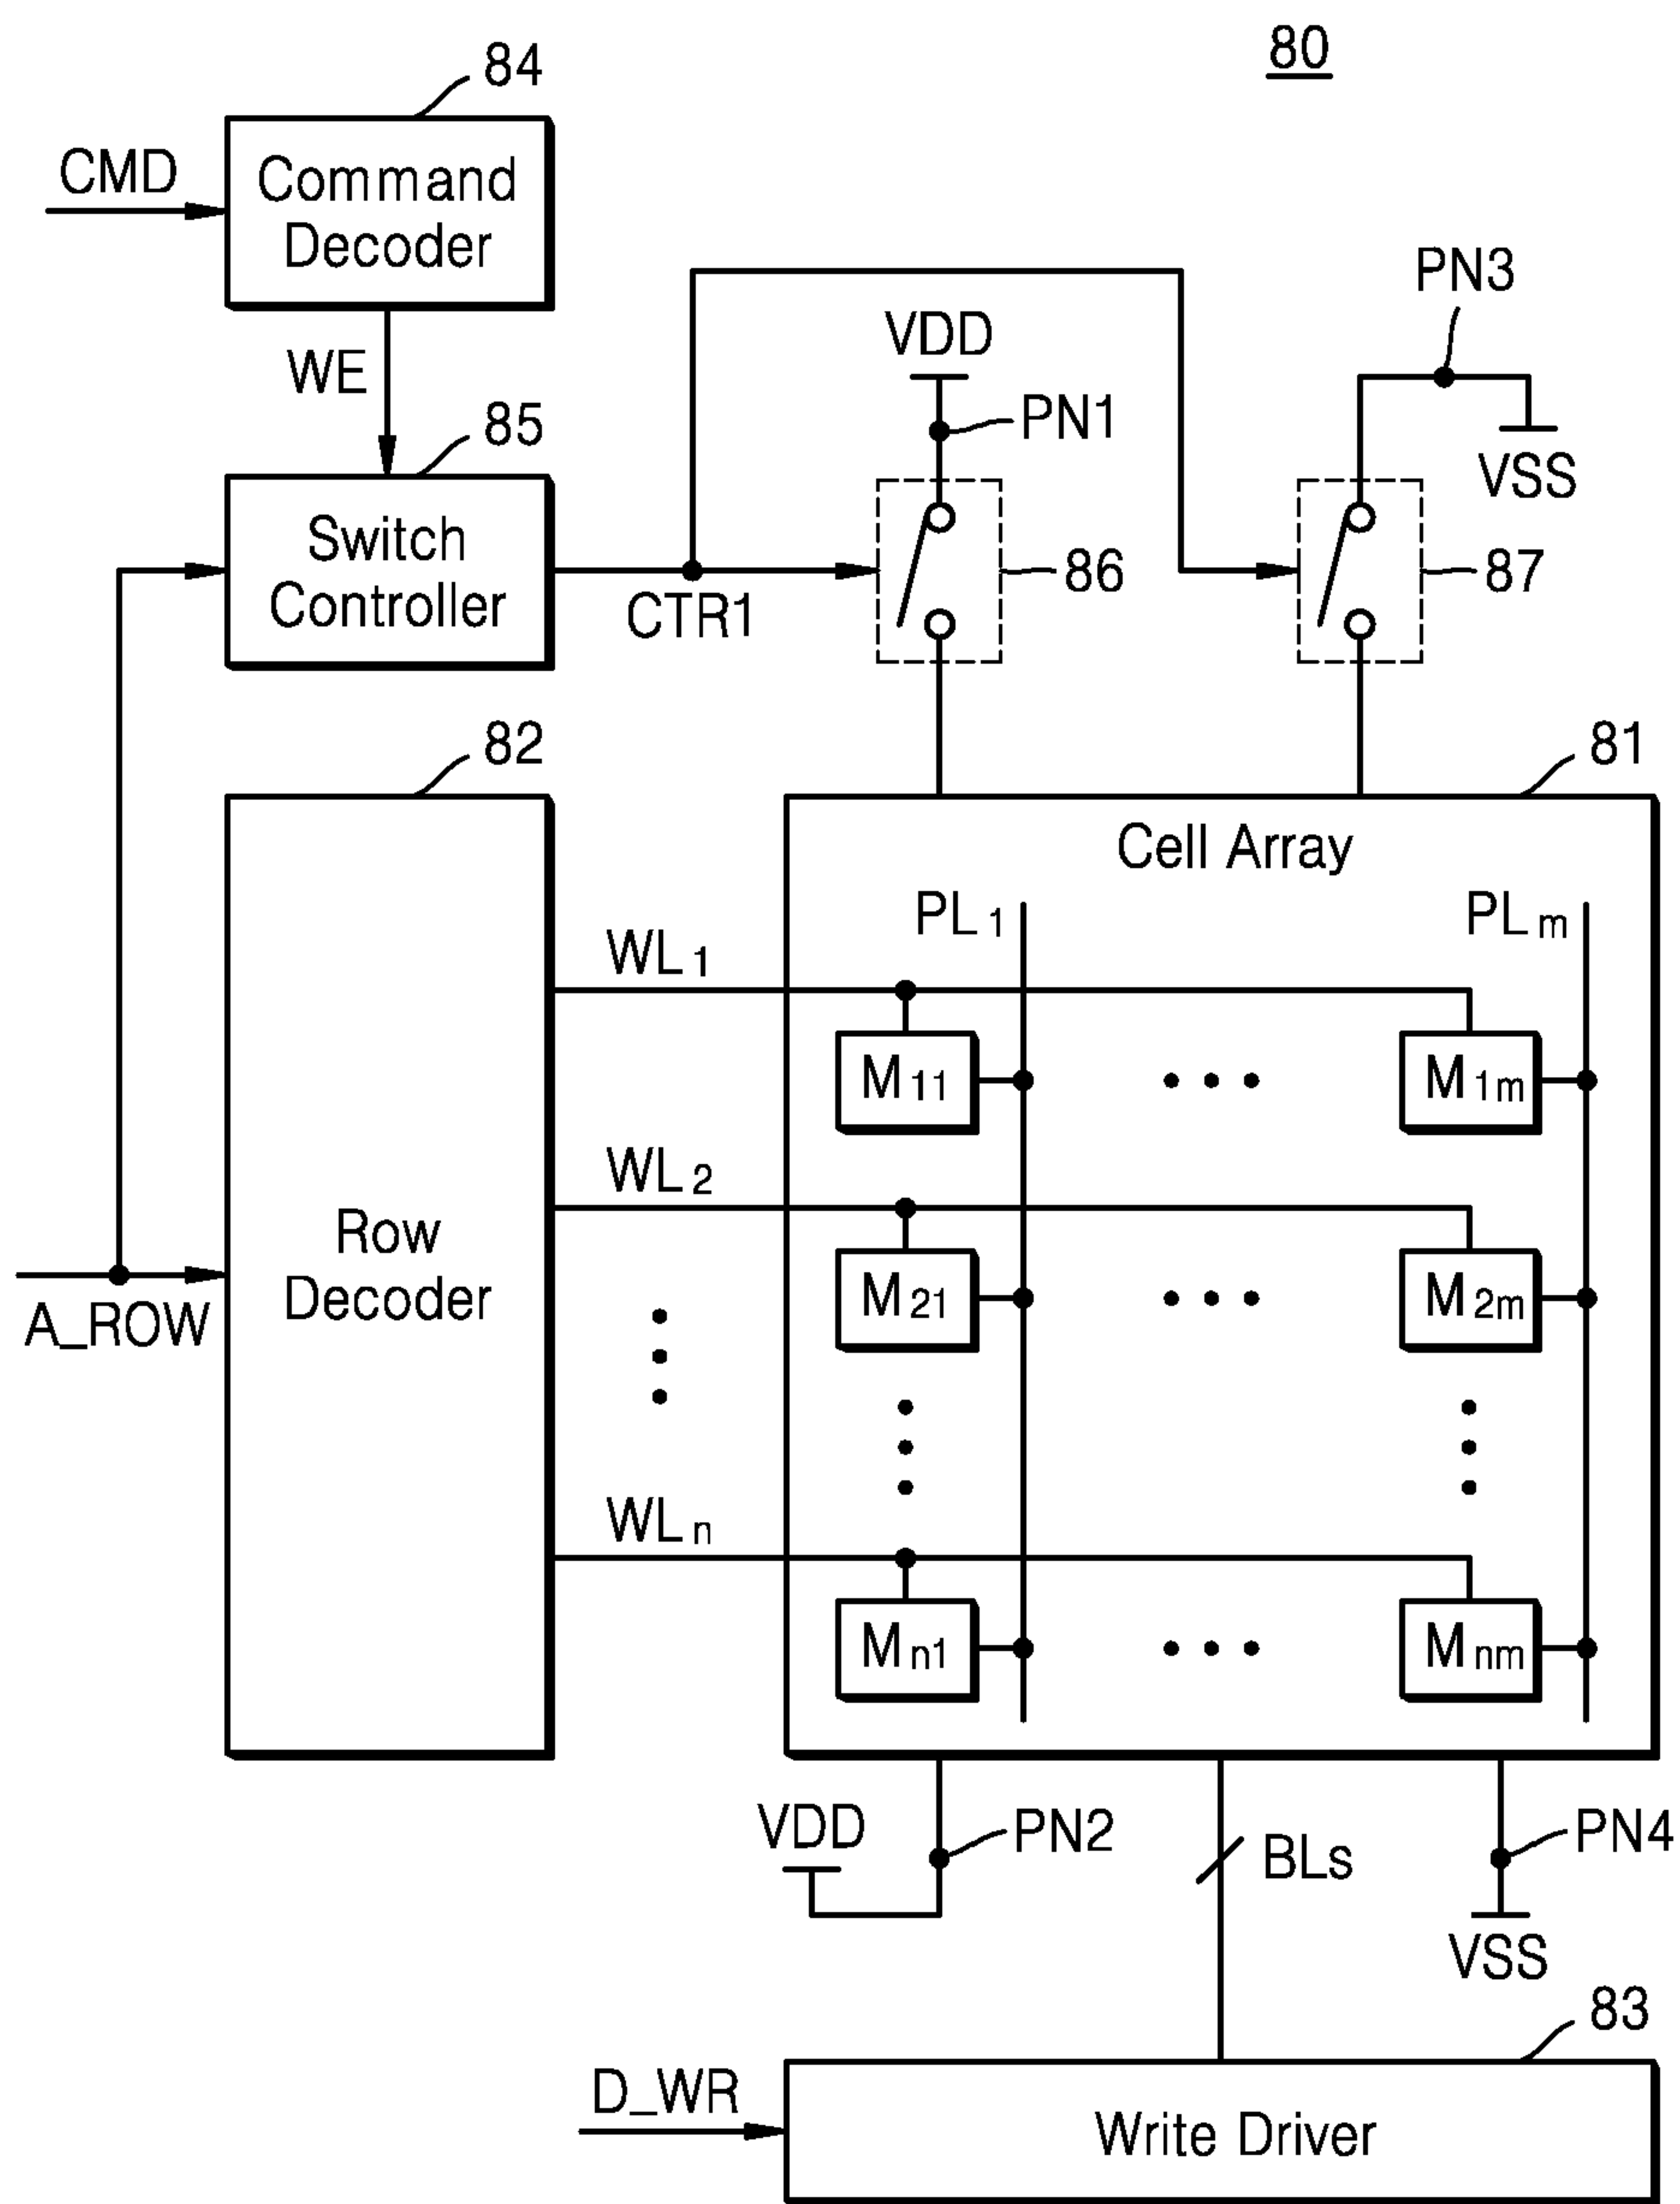 80
84
CMD
Command
Decoder
PN3
VDD
WE
PN1
85
VSS
Switch
Controller
86
87
CTR1
82
81
Cell Array
PL1
PLm
WL1
M11
M1m
WL2
Row
Decoder
M21
M2m
A_ROW
WLn
Mn1
Mnm
VDD
PN2
BLs
PN4
VSS
83
D_WR
Write Driver